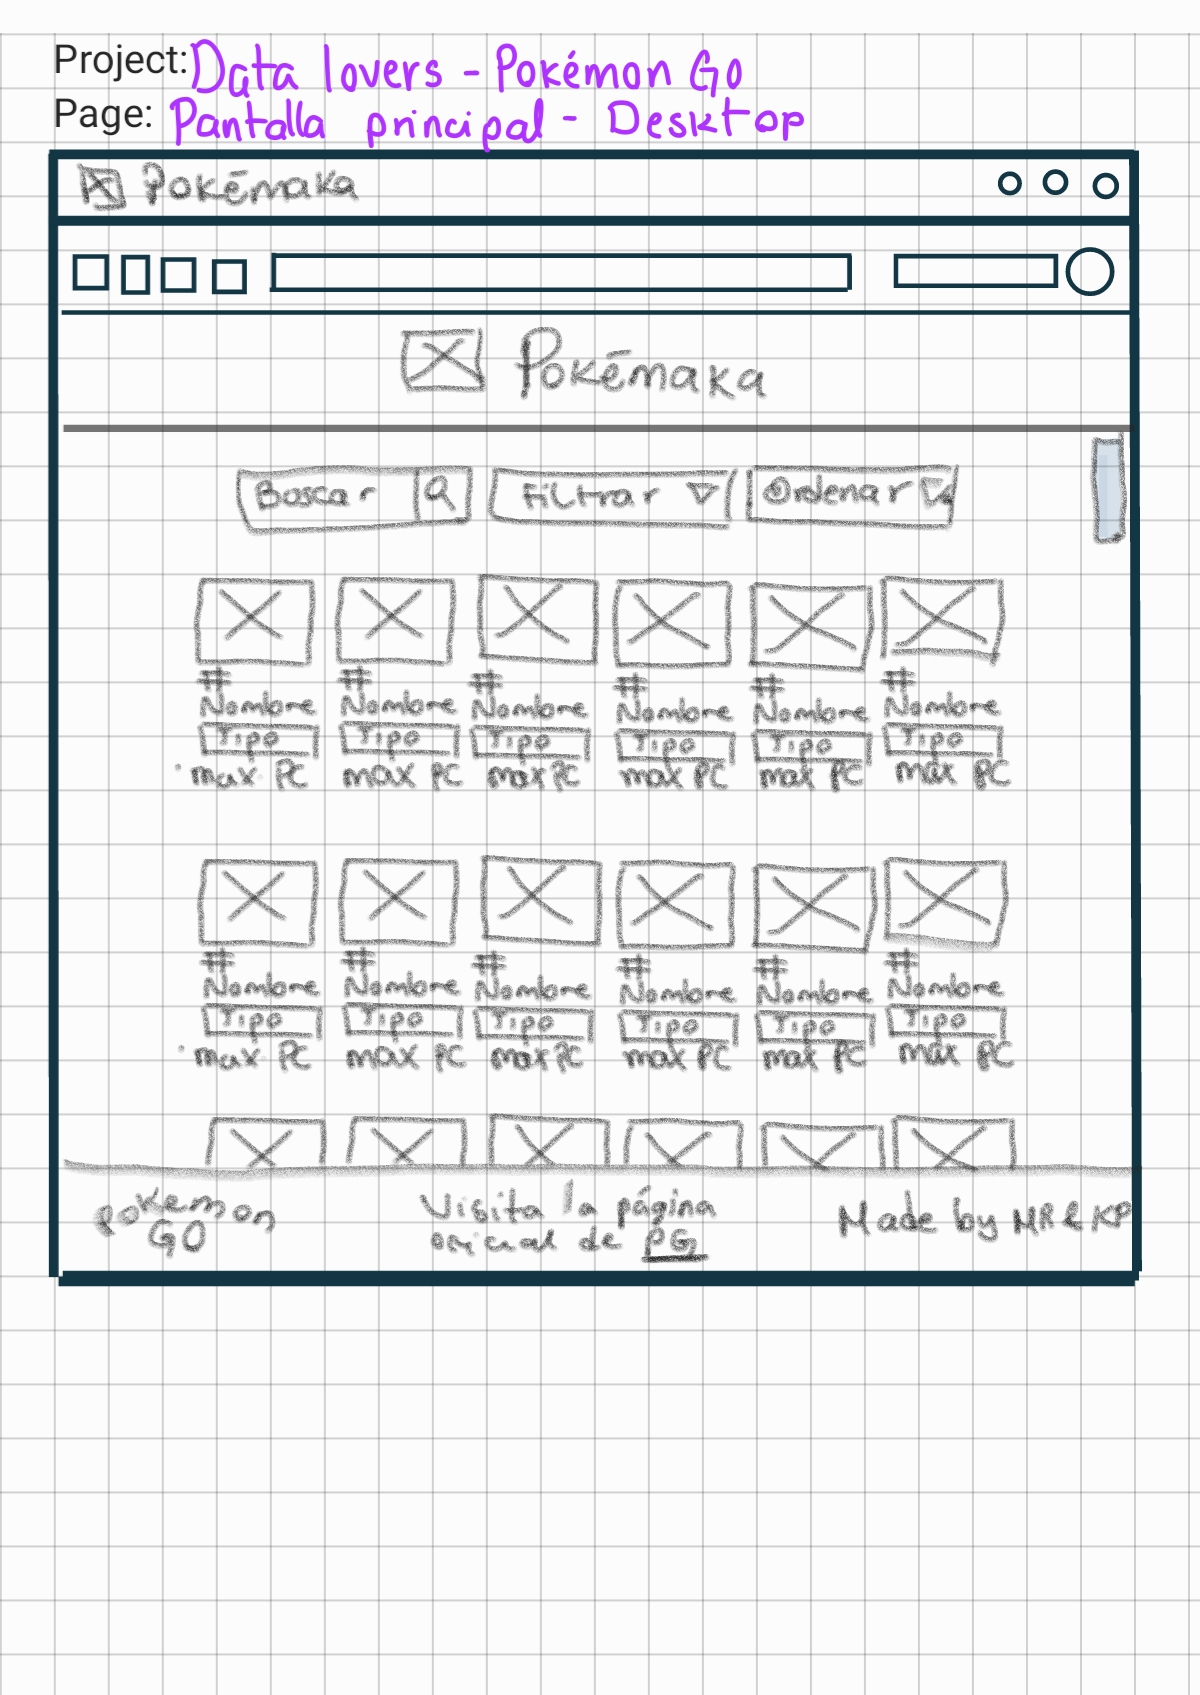 Project: Data lovers - Pokémon Go
Page: Pantalla principal - Desktop
Pokémaka
Pokémaka
Buscar Filtrar Ordenar
# # # # # #
Nombre Nombre Nombre Nombre Nombre Nombre
Tipo Tipo Tipo Tipo Tipo Tipo
max PC max PC max PC max PC max PC max PC
# # # # # #
Nombre Nombre Nombre Nombre Nombre Nombre
Tipo Tipo Tipo Tipo Tipo Tipo
max PC max PC max PC max PC max PC max PC
Pokemon Visita la página Made by MR & KP
GO oficial de PG